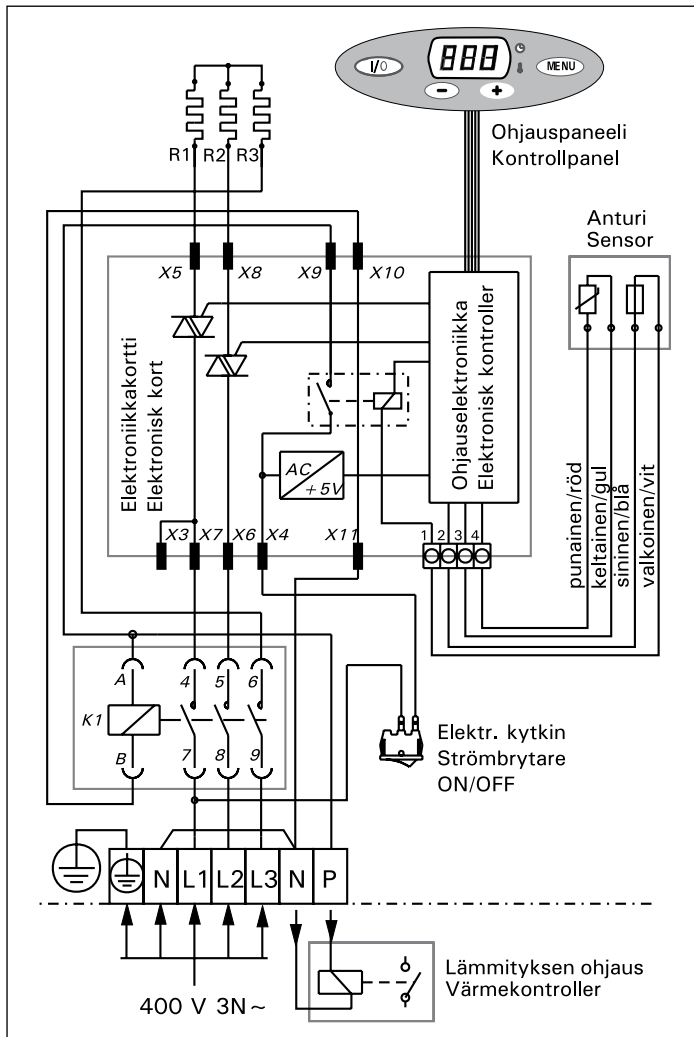 I/O
888
MENU
−
+
Ohjauspaneeli
Kontrollpanel
R1
R2
R3
Anturi
Sensor
X5
X8
X9
X10
Elektroniikkakortti
Elektronisk kort
Ohjauselektroniikka
Elektronisk kontroller
AC
+5V
X3
X7
X6
X4
X11
1
2
3
4
punainen/röd
keltainen/gul
sininen/blå
valkoinen/vit
A
4
5
6
K1
B
7
8
9
Elektr. kytkin
Strömbrytare
ON/OFF
N
L1
L2
L3
N
P
400 V 3N~
Lämmityksen ohjaus
Värmekontroller